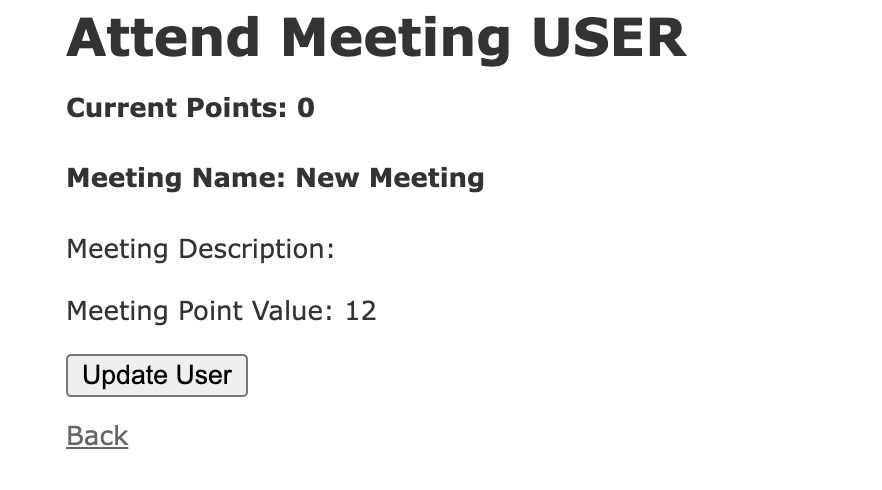 Attend Meeting USER
Current Points: 0
Meeting Name: New Meeting
Meeting Description:
Meeting Point Value: 12
Update User
Back